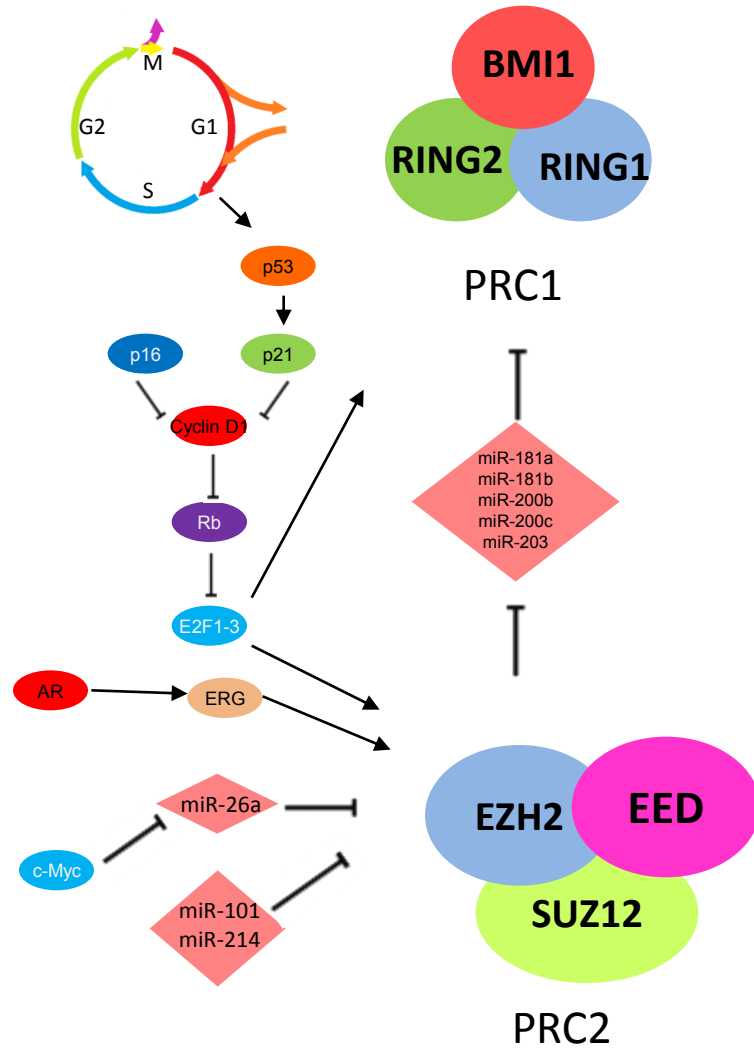 M
G2
G1
S
BMI1
RING2
RING1
PRC1
p53
p16
p21
Cyclin D1
Rb
E2F1-3
miR-181a
miR-181b
miR-200b
miR-200c
miR-203
AR
ERG
miR-26a
c-Myc
miR-101
miR-214
EZH2
EED
SUZ12
PRC2